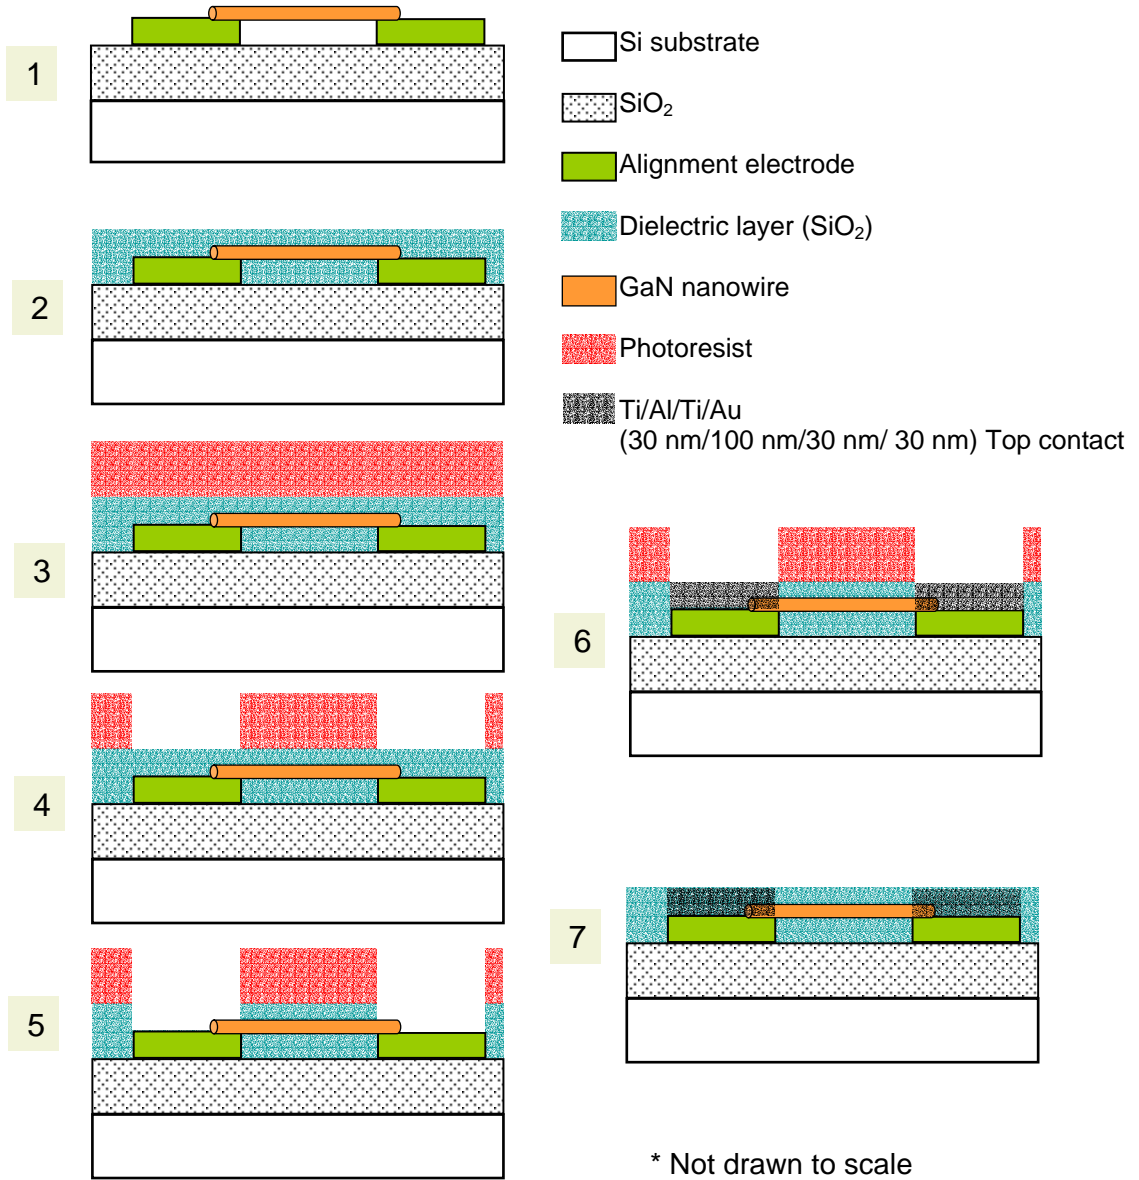 1
2
3
4
5
6
7
Si substrate
SiO₂
Alignment electrode
Dielectric layer (SiO₂)
GaN nanowire
Photoresist
Ti/Al/Ti/Au
(30 nm/100 nm/30 nm/ 30 nm) Top contact
* Not drawn to scale